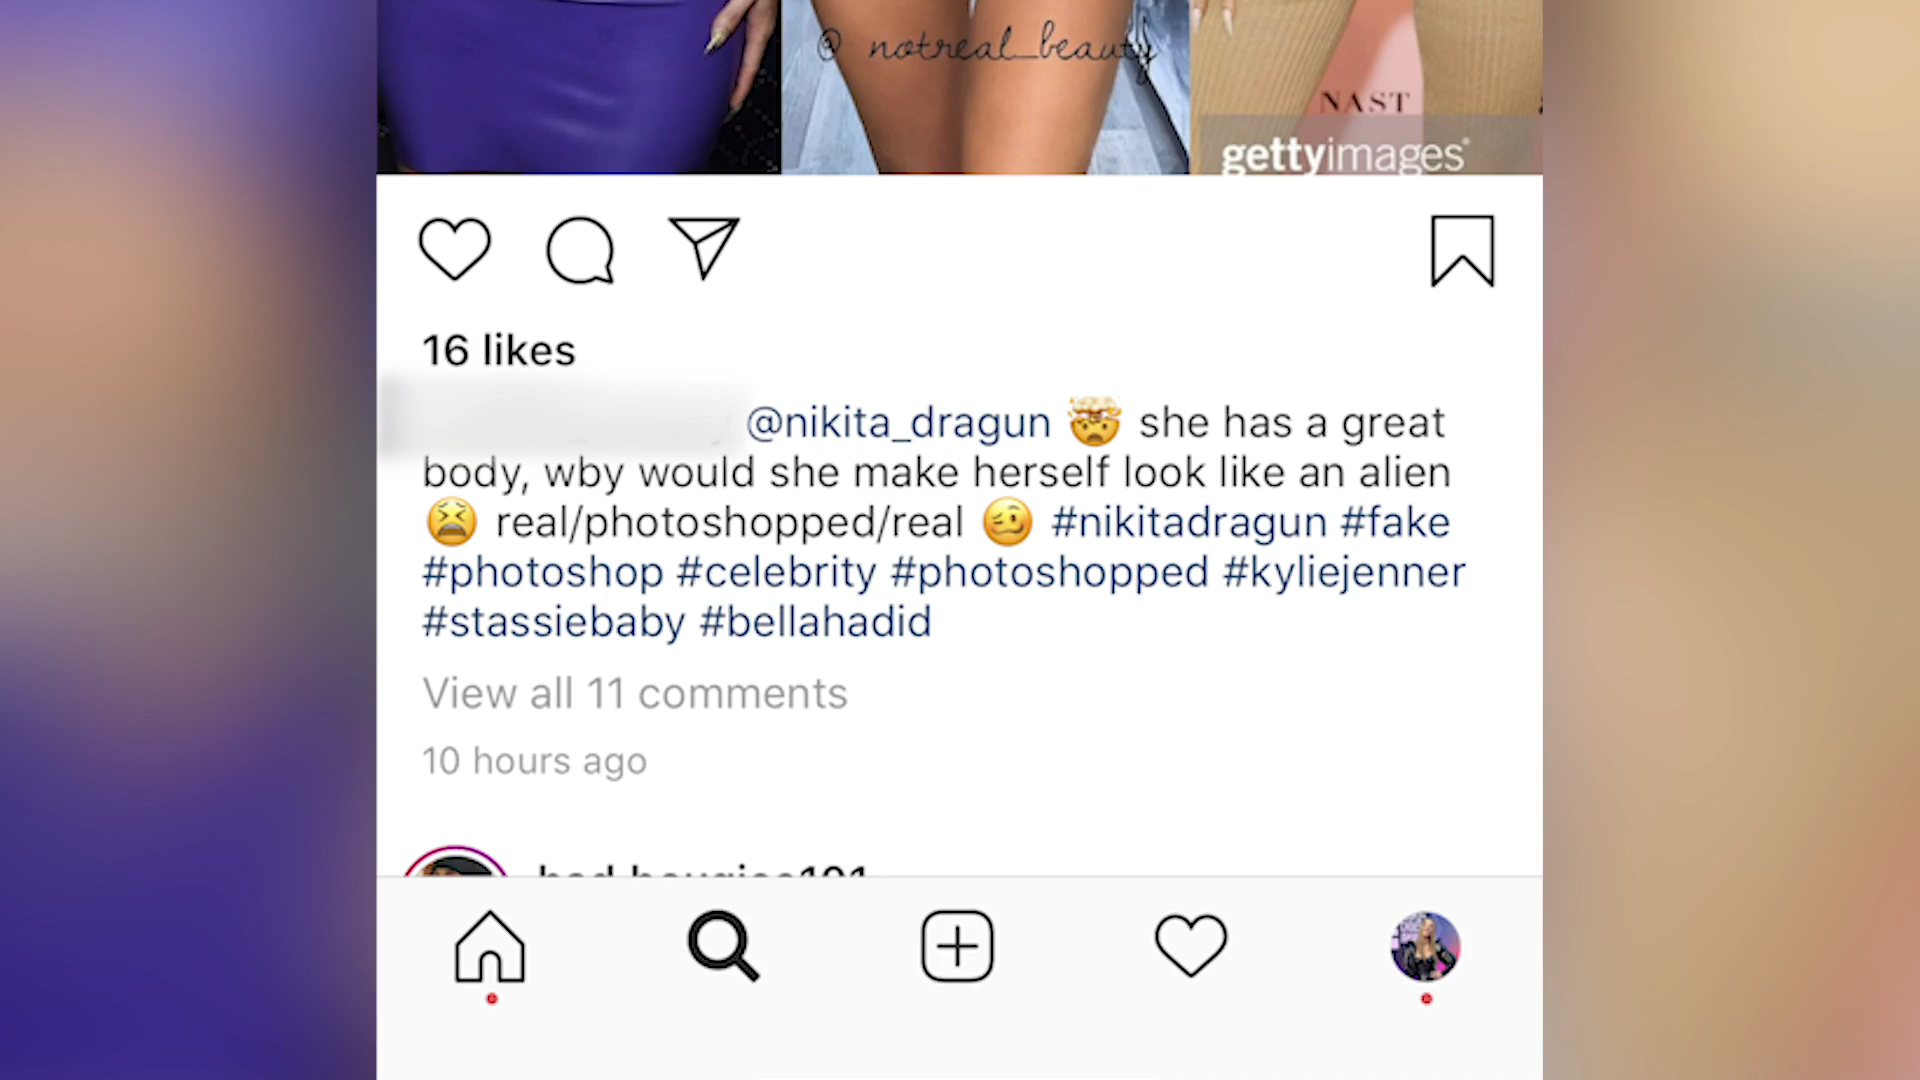 @ notreal_beauty
NAST
gettyimages®
16 likes
@nikita_dragun 🤯 she has a great
body, wby would she make herself look like an alien
😫 real/photoshopped/real 🥴 #nikitadragun #fake
#photoshop #celebrity #photoshopped #kyliejenner
#stassiebaby #bellahadid
View all 11 comments
10 hours ago